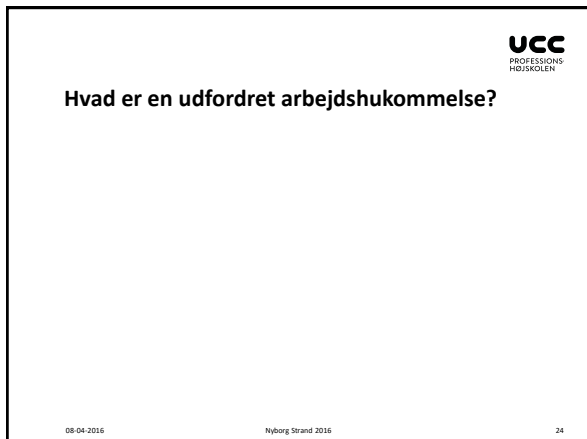 UCC
PROFESSIONS-
HØJSKOLEN
Hvad er en udfordret arbejdshukommelse?
08-04-2016
Nyborg Strand 2016
24